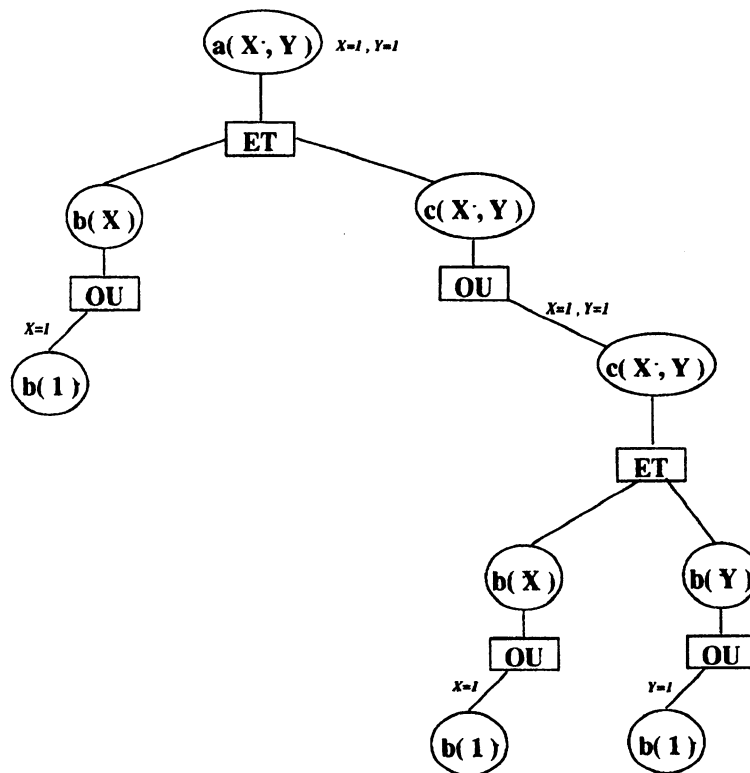 a( X , Y ) X=1 , Y=1
ET
b( X )
c( X , Y )
OU
OU
X=1
X=1 , Y=1
b( 1 )
c( X , Y )
ET
b( X )
b( Y )
OU
OU
X=1
Y=1
b( 1 )
b( 1 )